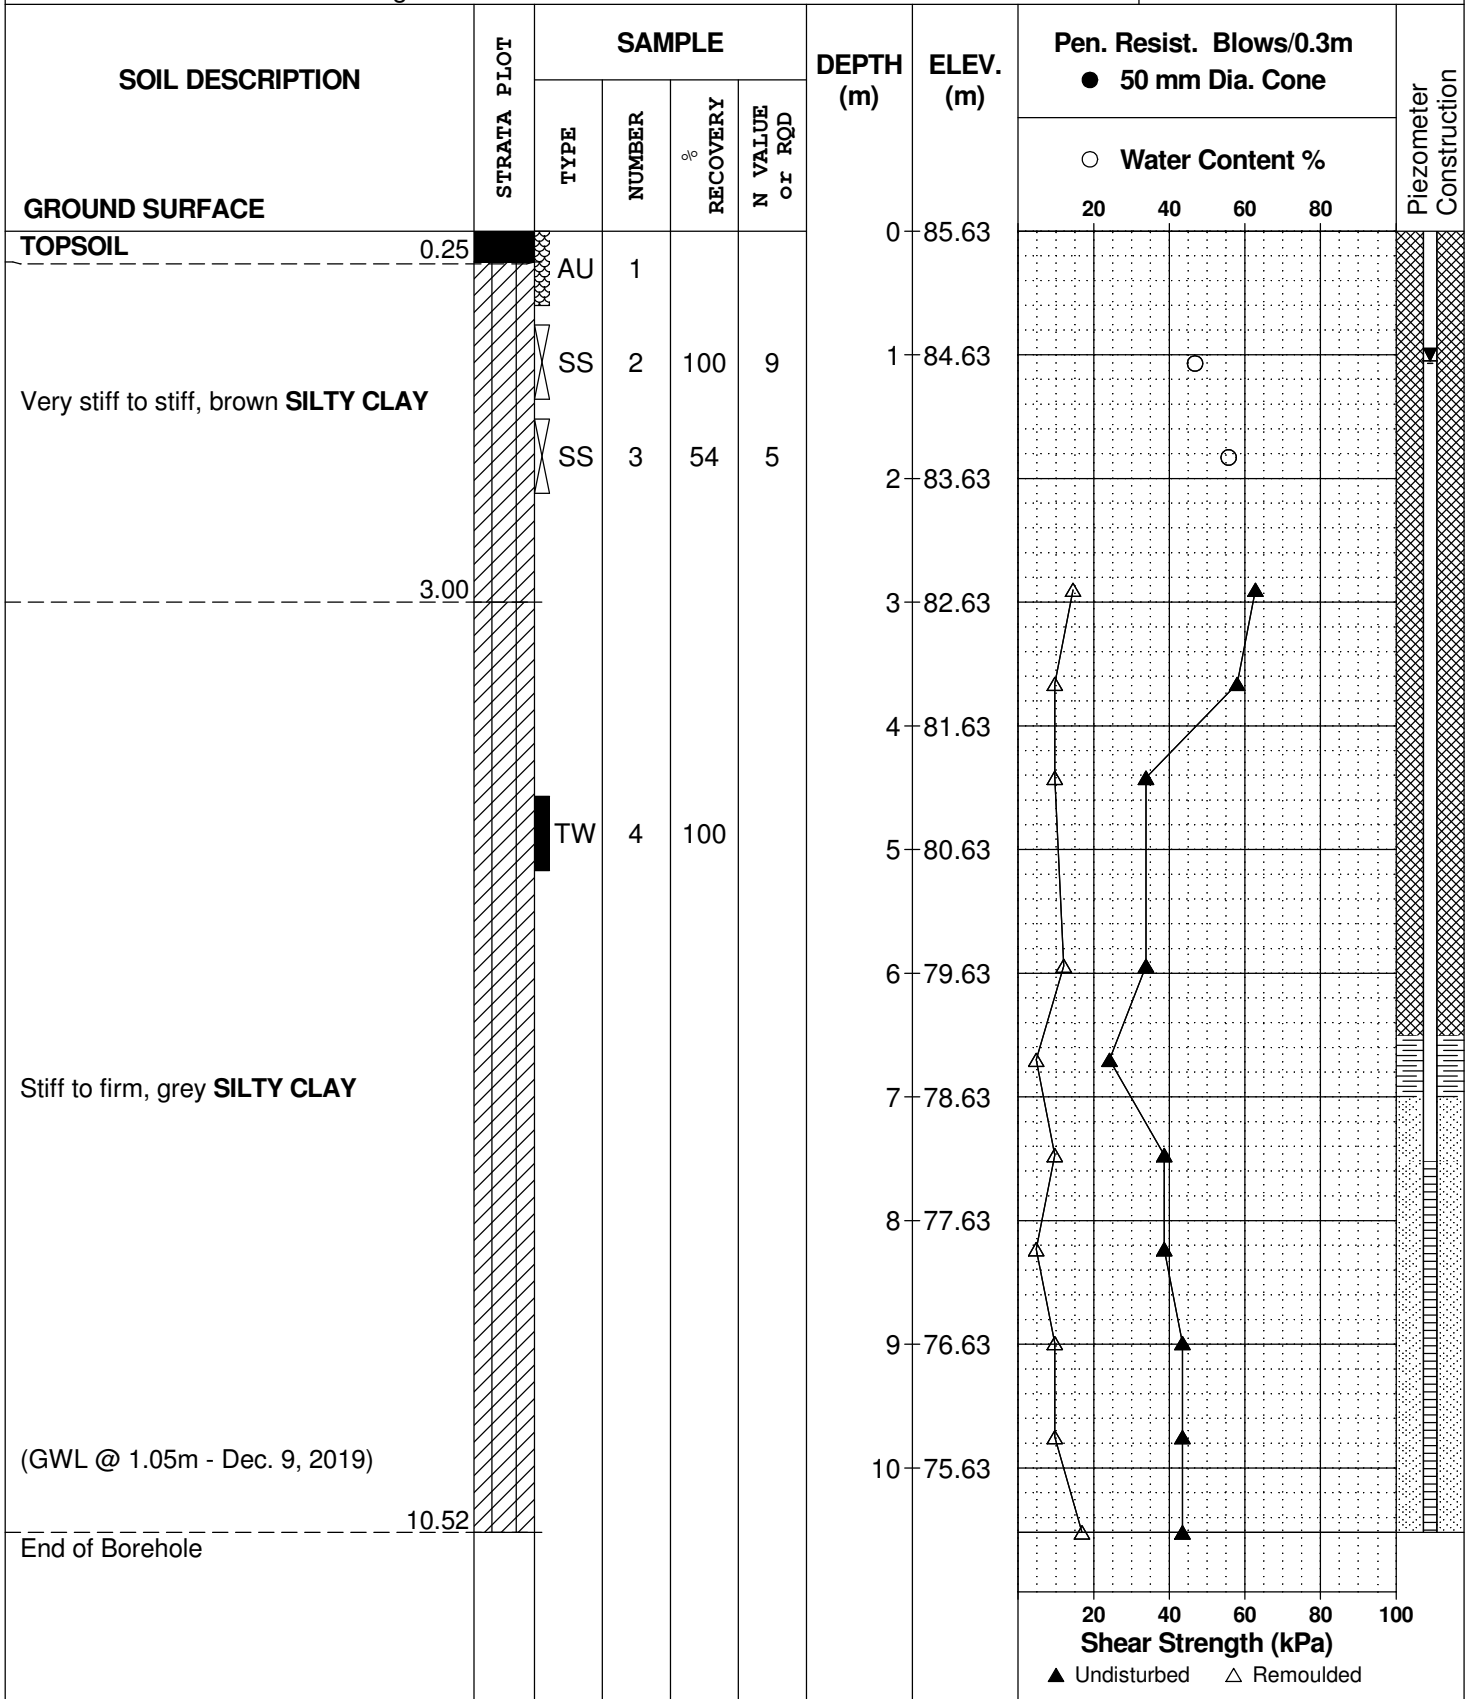 SOIL DESCRIPTION
GROUND SURFACE
STRATA PLOT
SAMPLE
TYPE
NUMBER
% RECOVERY
N VALUE or RQD
DEPTH (m)
ELEV. (m)
Pen. Resist. Blows/0.3m
● 50 mm Dia. Cone
○ Water Content %
20 40 60 80
Piezometer Construction
TOPSOIL 0.25
0 85.63
AU 1
1 84.63
SS 2 100 9
Very stiff to stiff, brown SILTY CLAY
SS 3 54 5
2 83.63
3.00
3 82.63
4 81.63
TW 4 100
5 80.63
6 79.63
Stiff to firm, grey SILTY CLAY
7 78.63
8 77.63
9 76.63
(GWL @ 1.05m - Dec. 9, 2019)
10 75.63
10.52
End of Borehole
20 40 60 80 100
Shear Strength (kPa)
▲ Undisturbed △ Remoulded